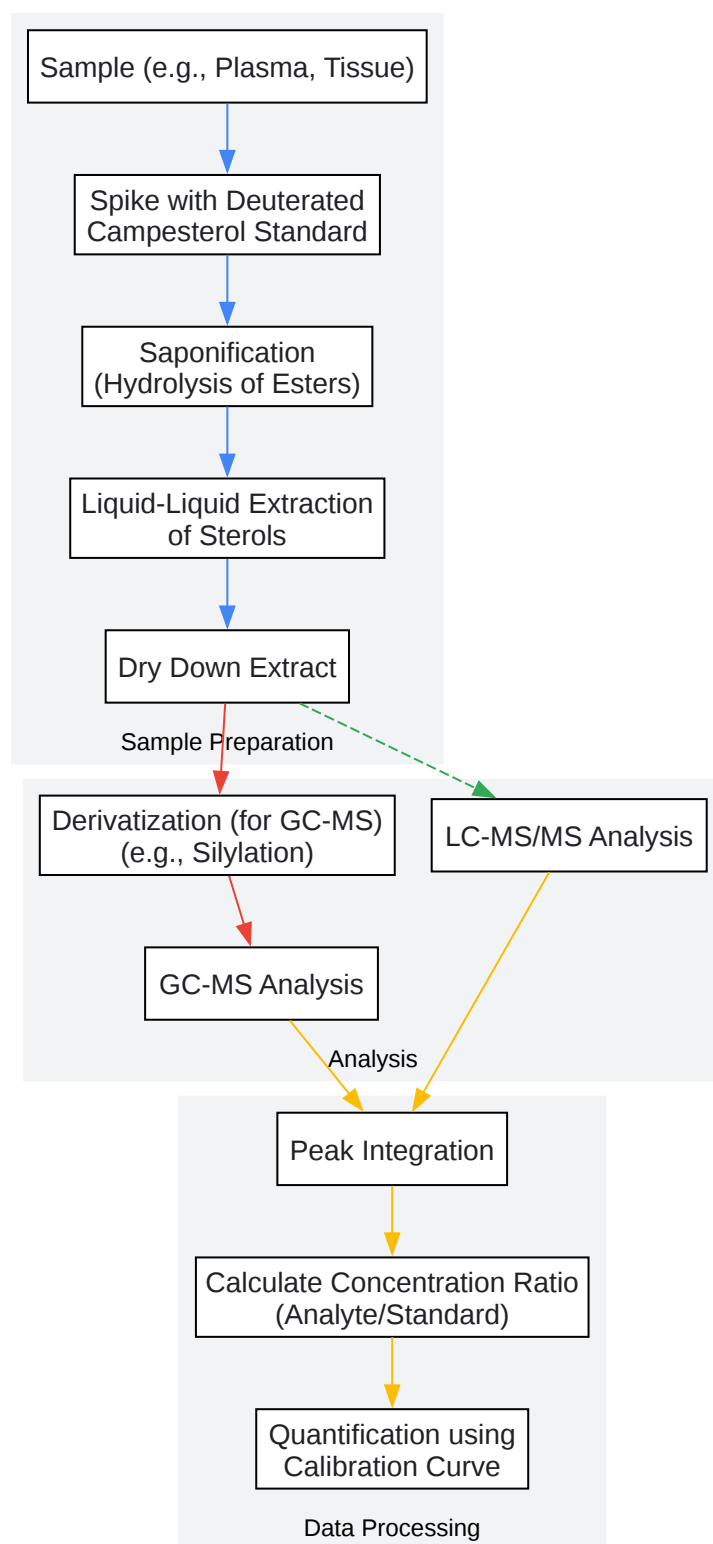 Sample (e.g., Plasma, Tissue)
Spike with Deuterated
Campesterol Standard
Saponification
(Hydrolysis of Esters)
Liquid-Liquid Extraction
of Sterols
Dry Down Extract
Sample Preparation
Derivatization (for GC-MS)
(e.g., Silylation)
LC-MS/MS Analysis
GC-MS Analysis
Analysis
Peak Integration
Calculate Concentration Ratio
(Analyte/Standard)
Quantification using
Calibration Curve
Data Processing